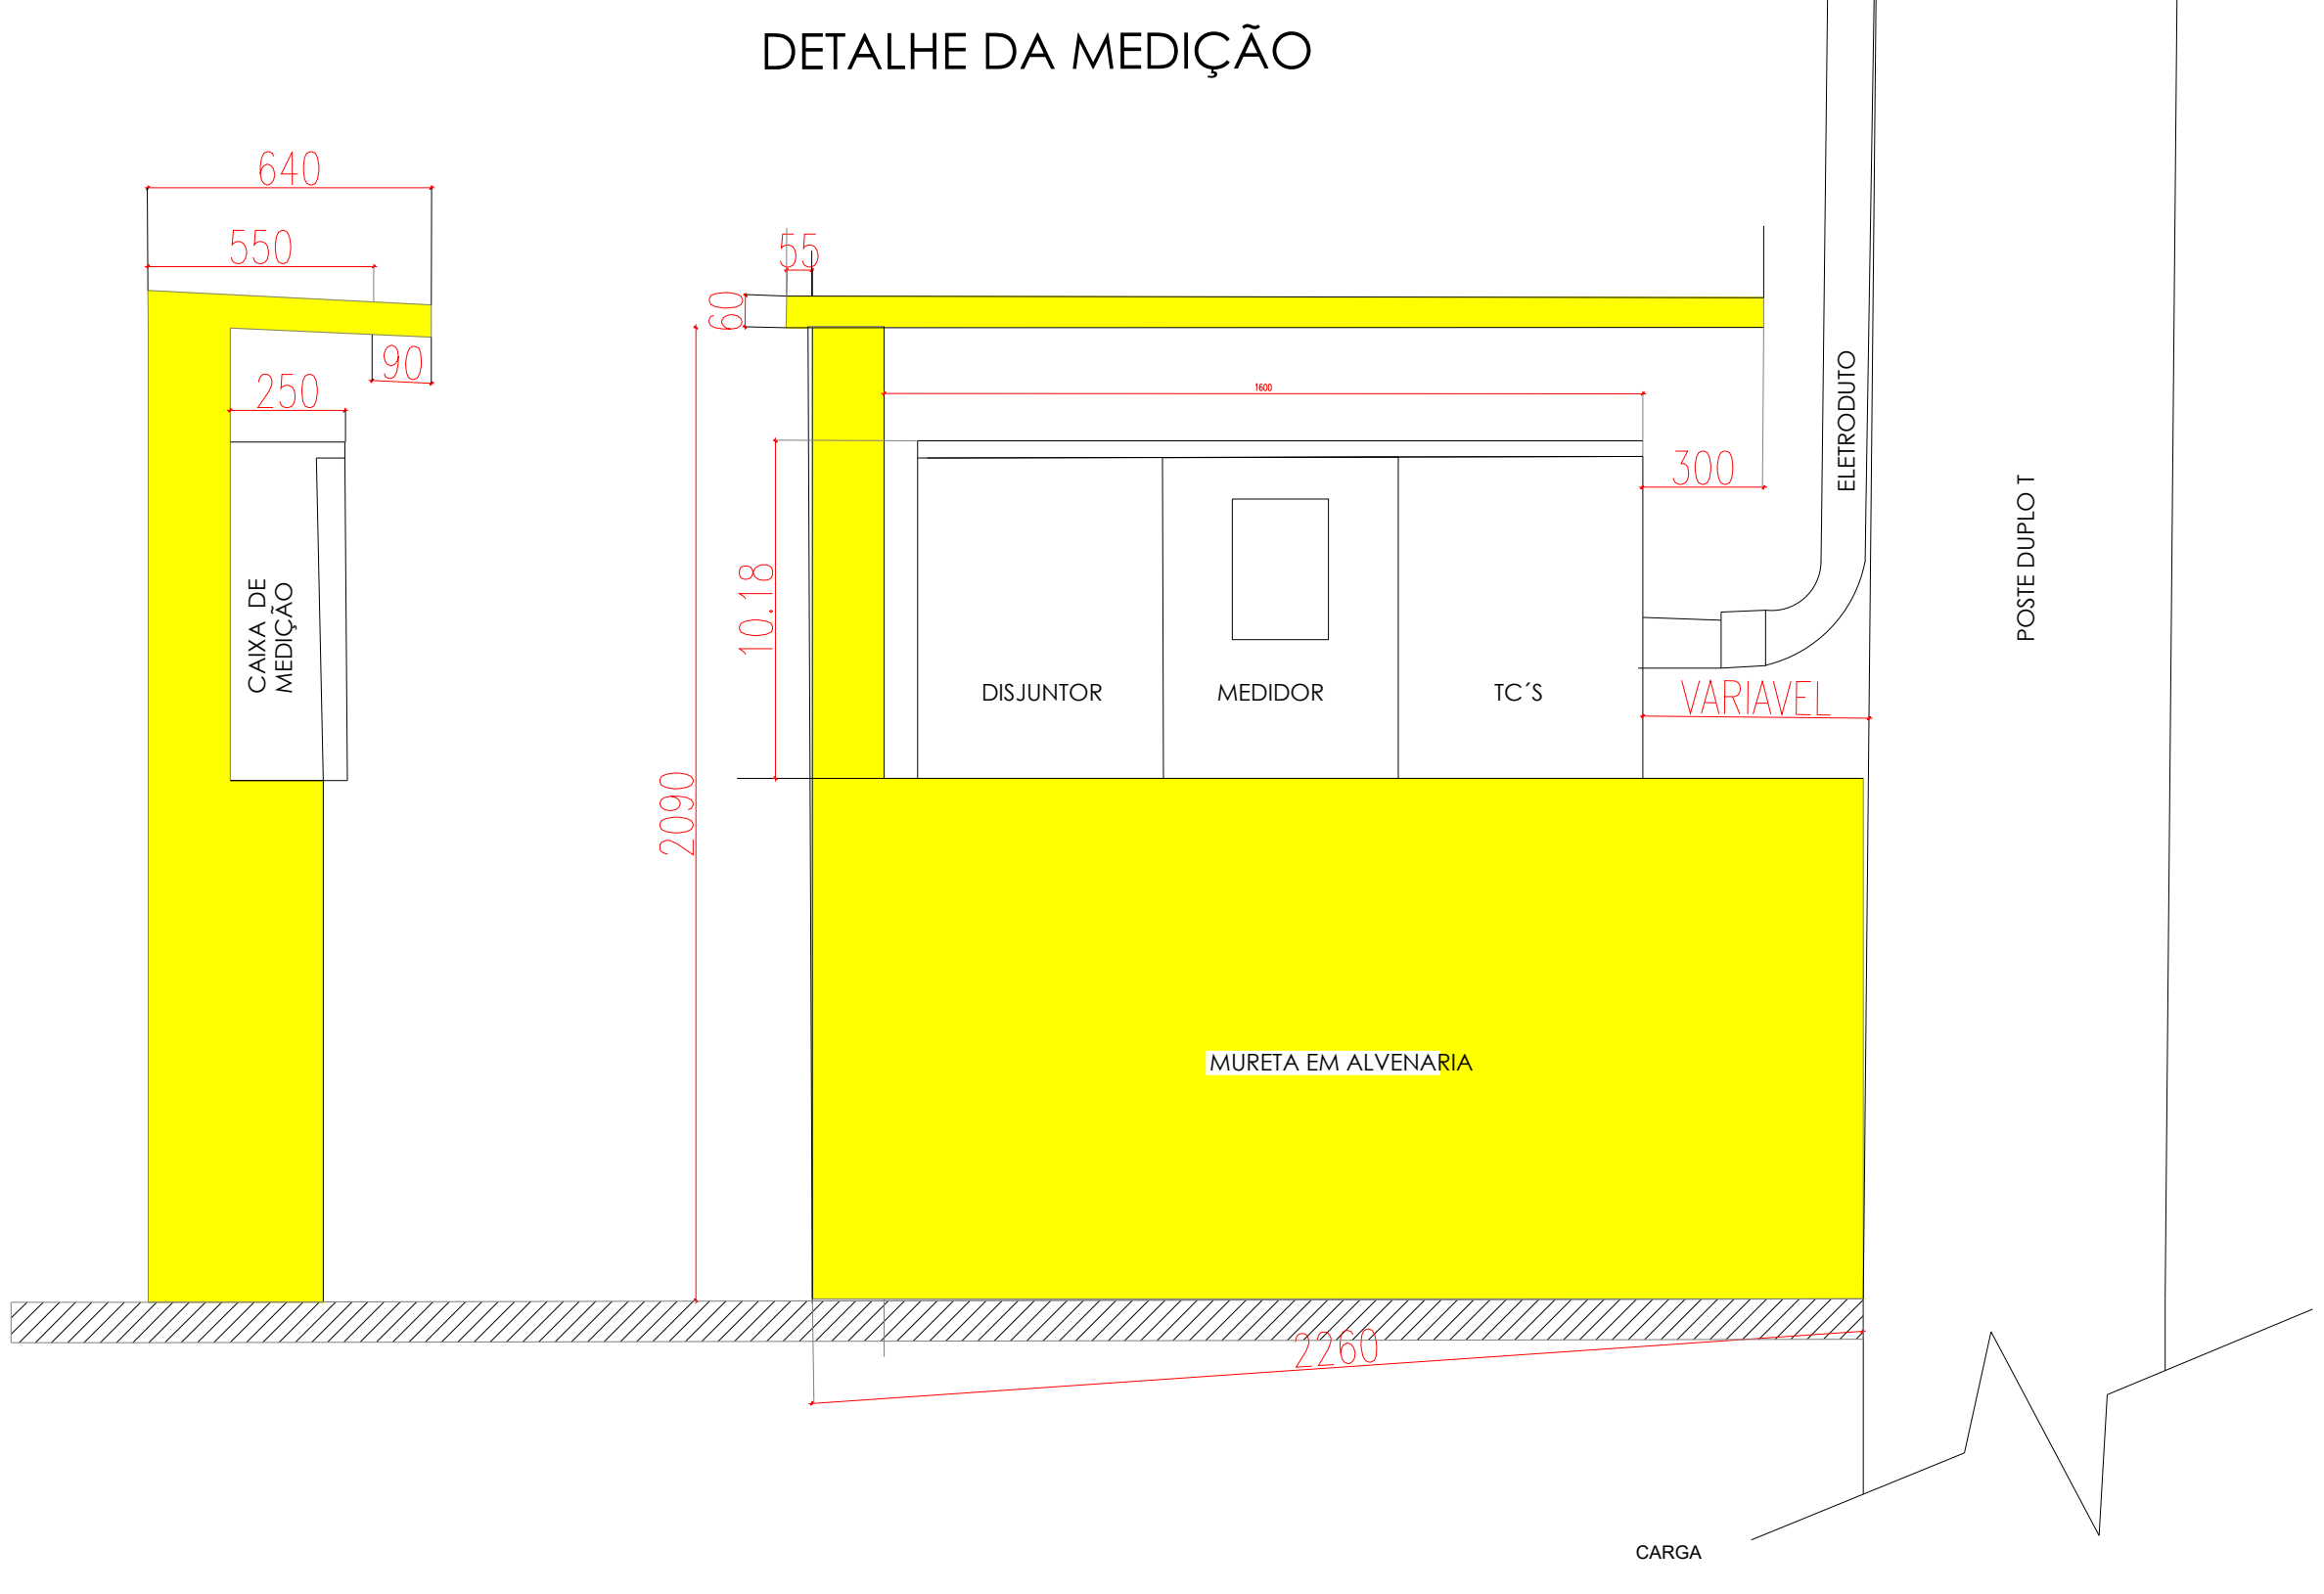 DETALHE DA MEDIÇÃO
640
550
90
250
CAIXA DE
MEDIÇÃO
55
60
1600
300
10.18
2090
DISJUNTOR
MEDIDOR
TC´S
VARIAVEL
ELETRODUTO
POSTE DUPLO T
MURETA EM ALVENARIA
2260
CARGA